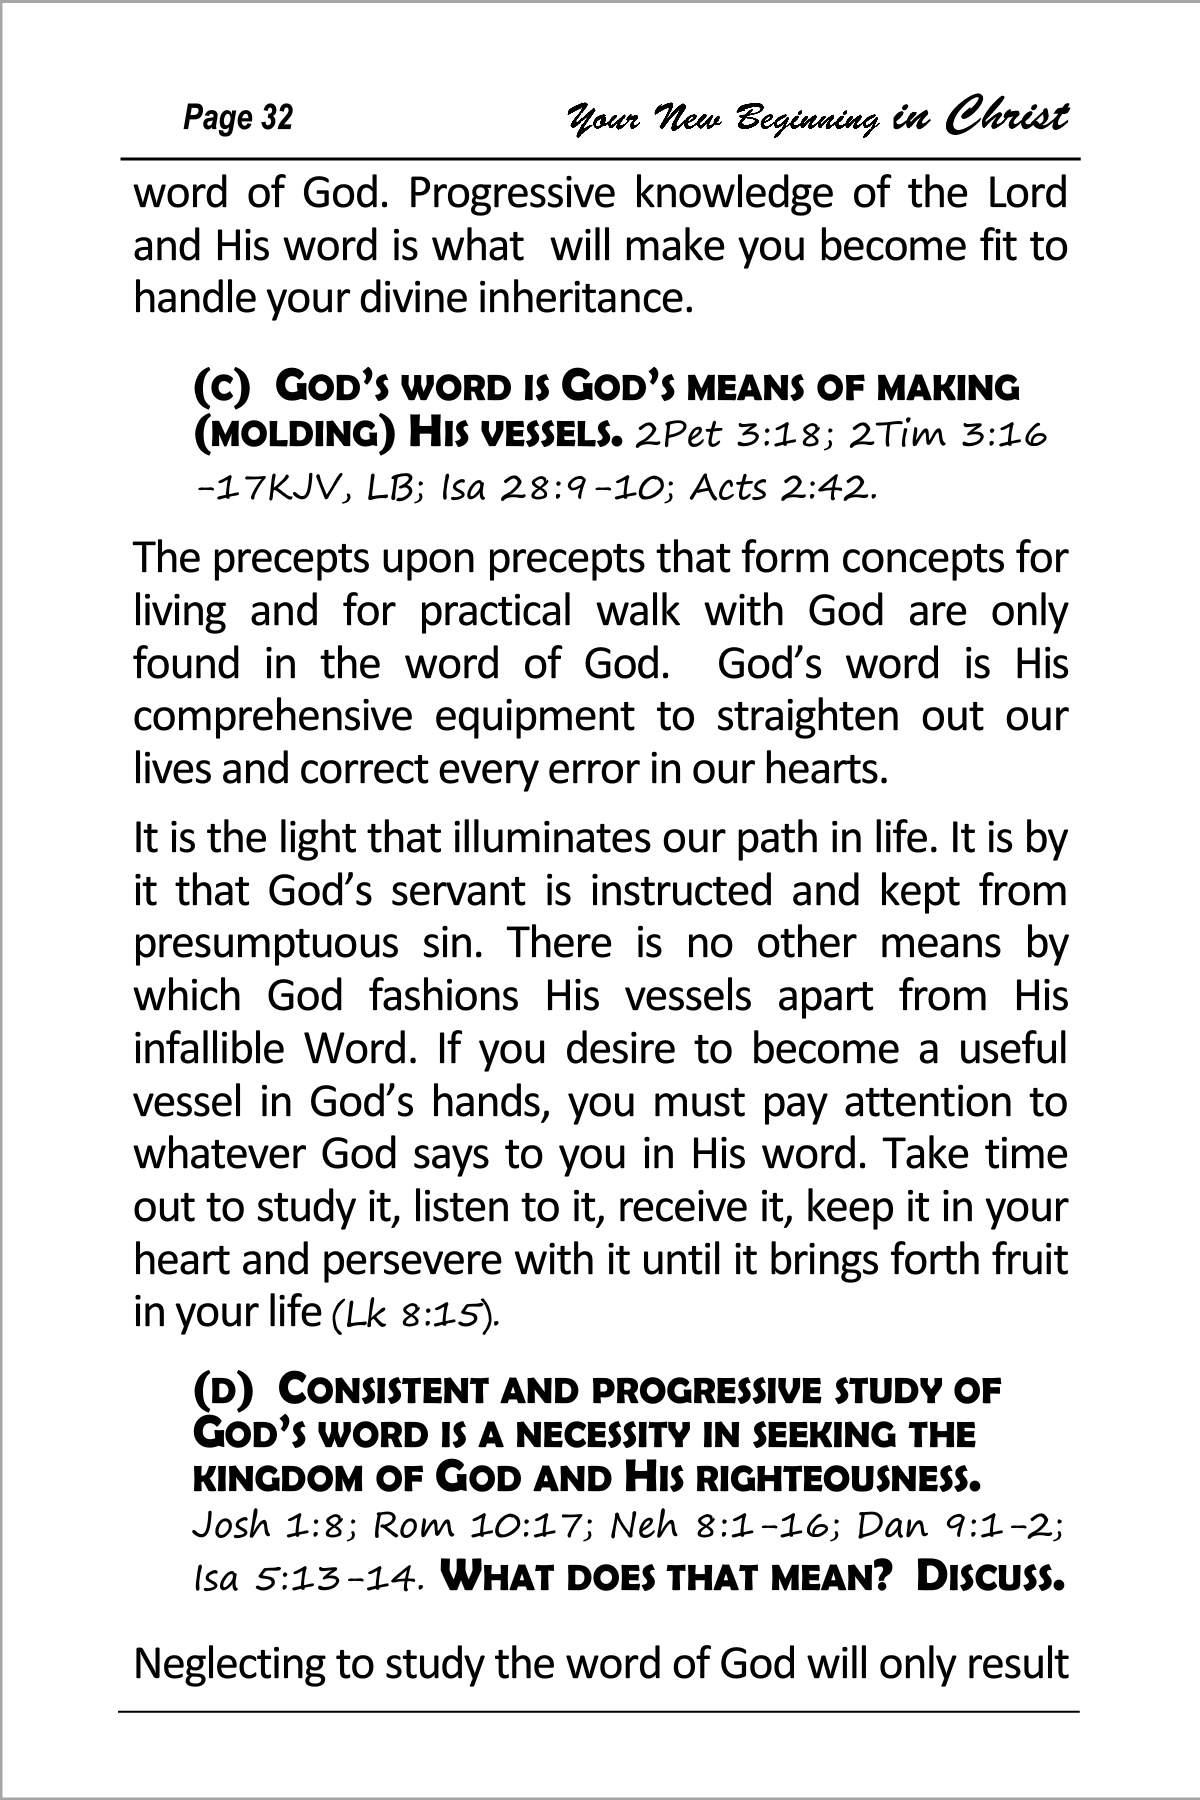 Page 32 Your New Beginning in Christ
word of God. Progressive knowledge of the Lord
and His word is what  will make you become fit to
handle your divine inheritance.
(C)  GOD’S WORD IS GOD’S MEANS OF MAKING
(MOLDING) HIS VESSELS. 2Pet 3:18; 2Tim 3:16
-17KJV, LB; Isa 28:9-10; Acts 2:42.
The precepts upon precepts that form concepts for
living and for practical walk with God are only
found in the word of God.  God’s word is His
comprehensive equipment to straighten out our
lives and correct every error in our hearts.
It is the light that illuminates our path in life. It is by
it that God’s servant is instructed and kept from
presumptuous sin. There is no other means by
which God fashions His vessels apart from His
infallible Word. If you desire to become a useful
vessel in God’s hands, you must pay attention to
whatever God says to you in His word. Take time
out to study it, listen to it, receive it, keep it in your
heart and persevere with it until it brings forth fruit
in your life (Lk 8:15).
(D)  CONSISTENT AND PROGRESSIVE STUDY OF
GOD’S WORD IS A NECESSITY IN SEEKING THE
KINGDOM OF GOD AND HIS RIGHTEOUSNESS.
Josh 1:8; Rom 10:17; Neh 8:1-16; Dan 9:1-2;
Isa 5:13-14. WHAT DOES THAT MEAN?  DISCUSS.
Neglecting to study the word of God will only result